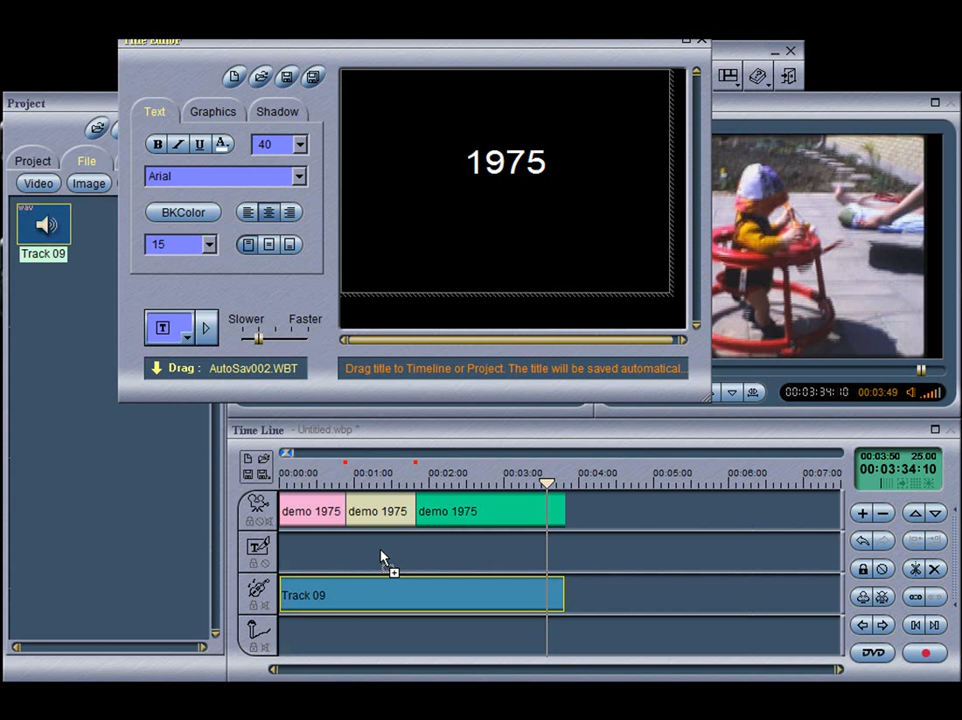 Title Editor
Project
Text Graphics Shadow
B I U A 40
Arial
BKColor
15
Project File
Video Image
wav
Track 09
1975
T
Slower Faster
Drag : AutoSav002.WBT
Drag title to Timeline or Project. The title will be saved automatical...
00:03:34:10 00:03:49
Time Line - Untitled.wbp *
00:00:00 00:01:00 00:02:00 00:03:00 00:04:00 00:05:00 00:06:00 00:07:00
00:03:50 25.00
00:03:34:10
demo 1975 demo 1975 demo 1975
T
Track 09
DVD